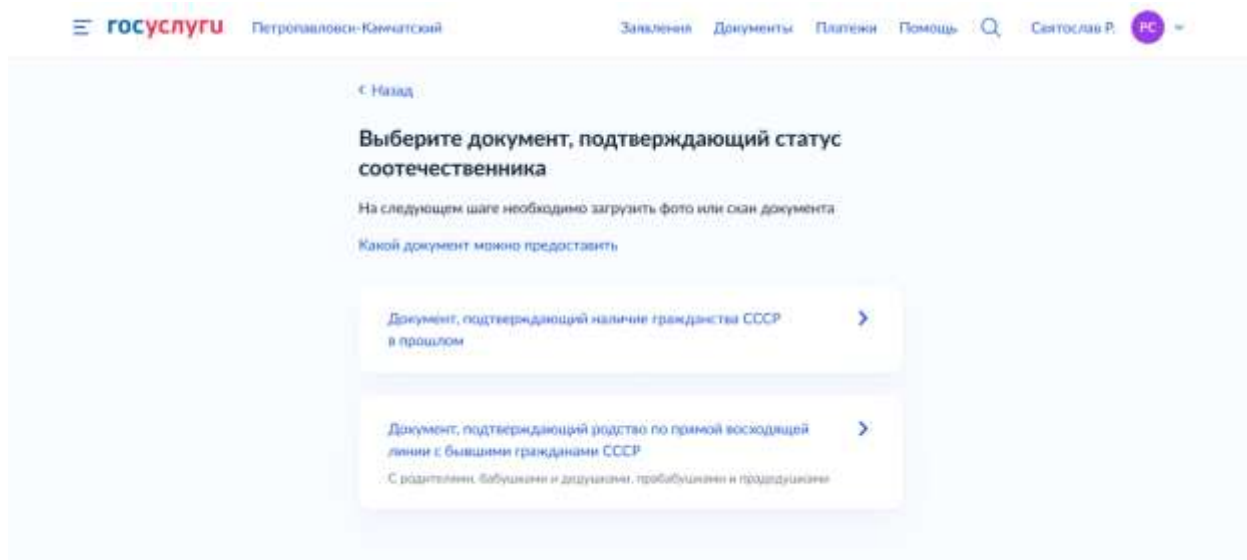 госуслуги Петропавловск-Камчатский Заявления Документы Платежи Помощь Святослав Р. РС
Назад
Выберите документ, подтверждающий статус
соотечественника
На следующем шаге необходимо загрузить фото или скан документа
Какой документ можно предоставить
Документ, подтверждающий наличие гражданства СССР
в прошлом
Документ, подтверждающий родство по прямой восходящей
линии с бывшими гражданами СССР
С родителями, бабушками и дедушками, прабабушками и прадедушками